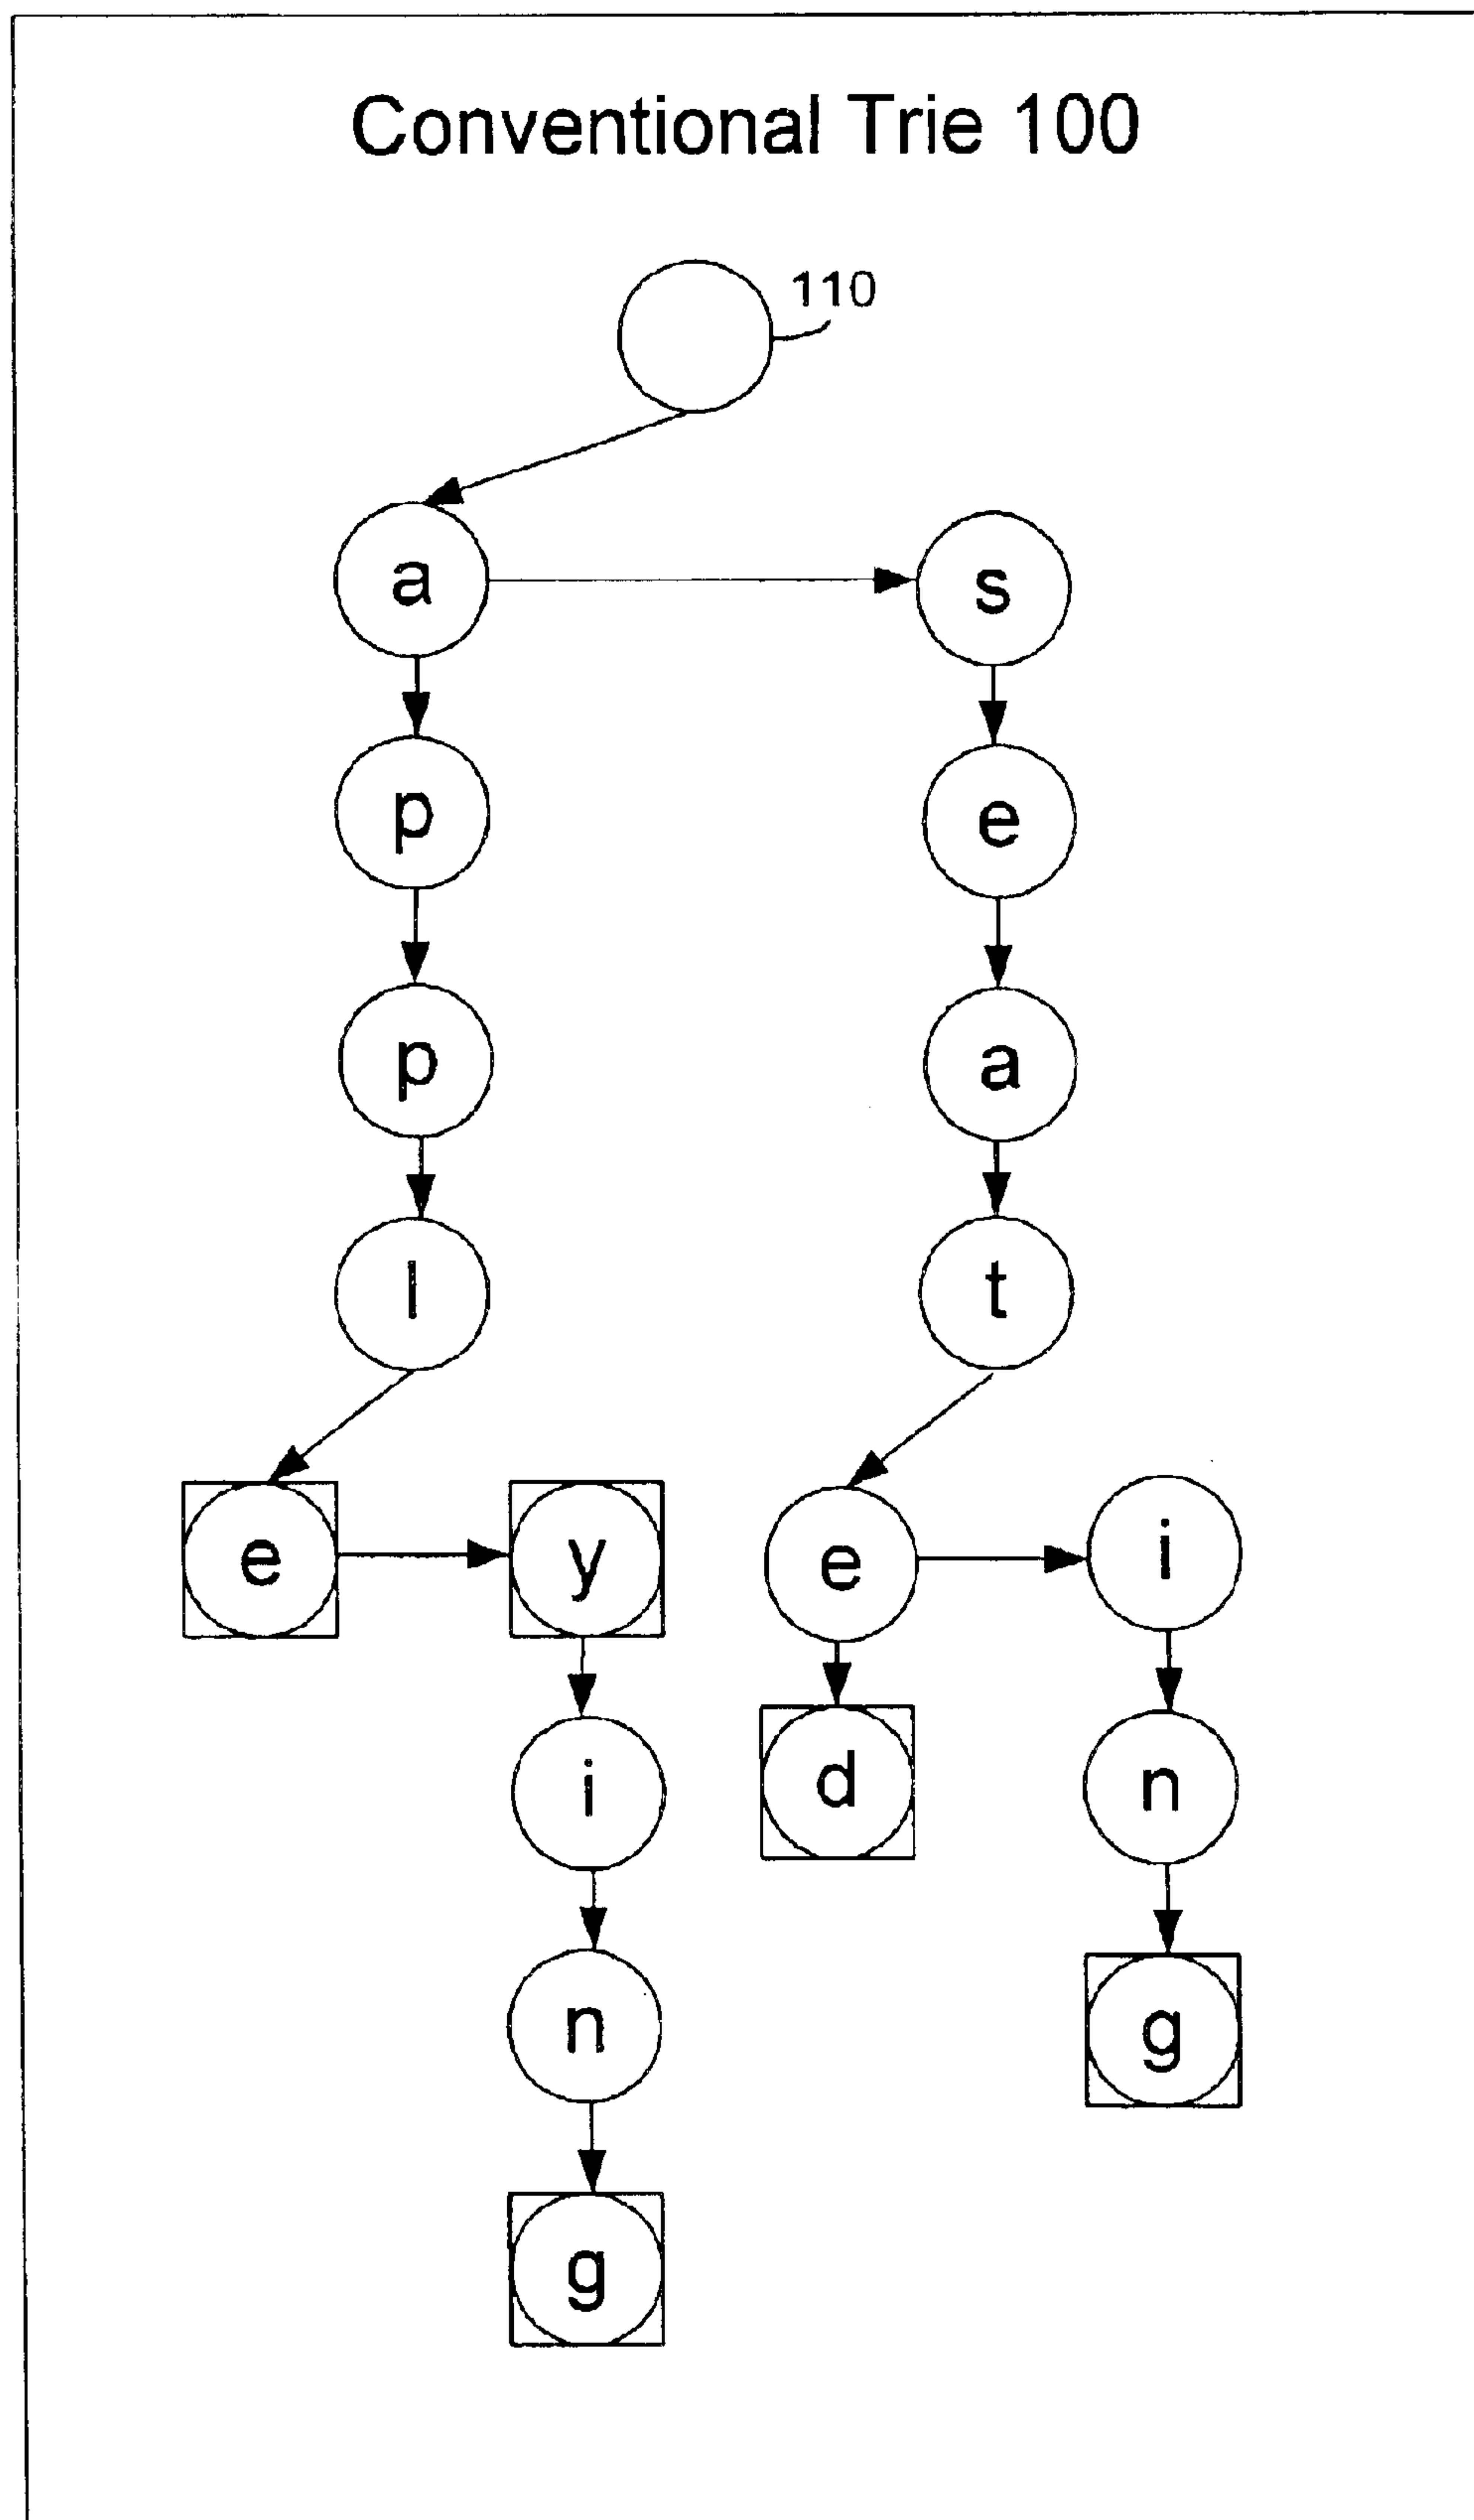 Conventional Trie 100
110
a s
p e
p a
l t
e y e i
i d n
n g
g